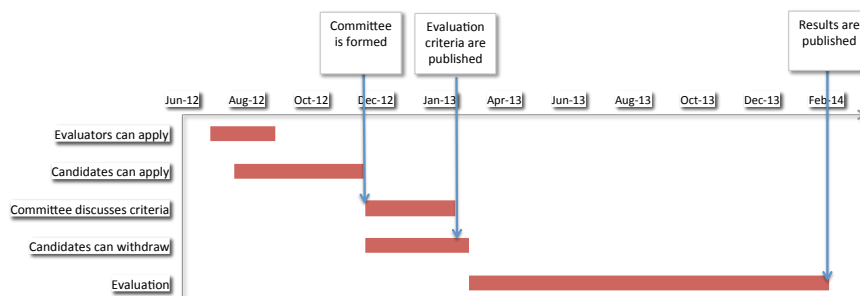 Committee
is formed
Evaluation
criteria are
published
Results are
published
Jun-12
Aug-12
Oct-12
Dec-12
Jan-13
Apr-13
Jun-13
Aug-13
Oct-13
Dec-13
Feb-14
Evaluators can apply
Candidates can apply
Committee discusses criteria
Candidates can withdraw
Evaluation